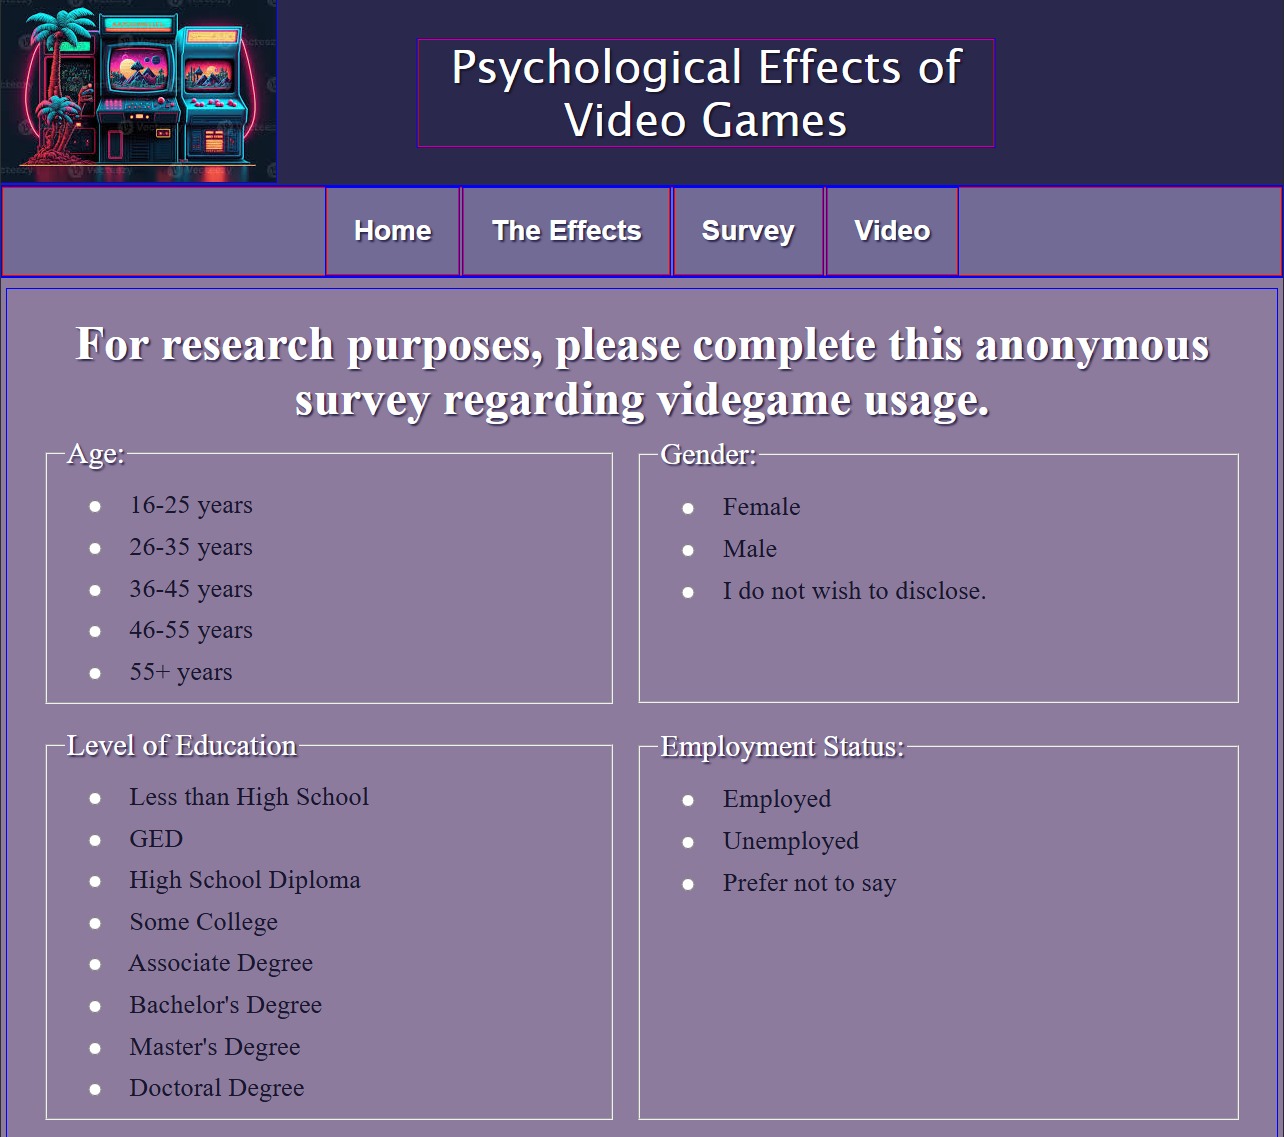 Psychological Effects of
Video Games
Home The Effects Survey Video
For research purposes, please complete this anonymous
survey regarding videgame usage.
Age:
16-25 years
26-35 years
36-45 years
46-55 years
55+ years
Gender:
Female
Male
I do not wish to disclose.
Level of Education
Less than High School
GED
High School Diploma
Some College
Associate Degree
Bachelor's Degree
Master's Degree
Doctoral Degree
Employment Status:
Employed
Unemployed
Prefer not to say